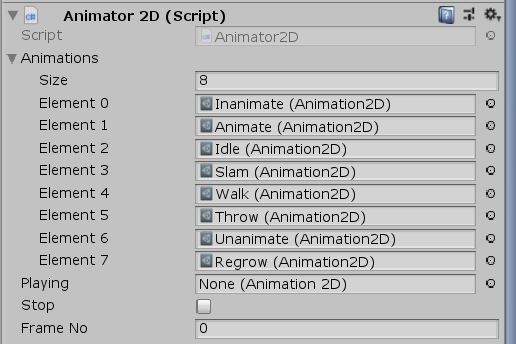 Animator 2D (Script)
Script Animator2D
Animations
Size 8
Element 0 Inanimate (Animation2D)
Element 1 Animate (Animation2D)
Element 2 Idle (Animation2D)
Element 3 Slam (Animation2D)
Element 4 Walk (Animation2D)
Element 5 Throw (Animation2D)
Element 6 Unanimate (Animation2D)
Element 7 Regrow (Animation2D)
Playing None (Animation 2D)
Stop
Frame No 0